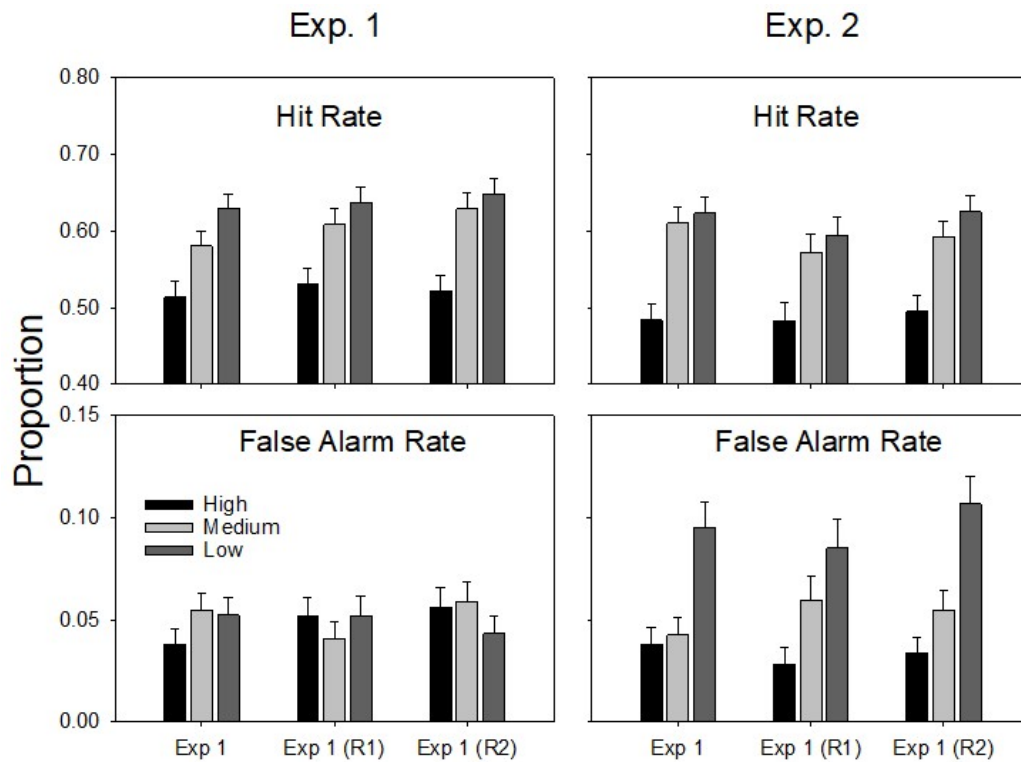 Exp. 1
Exp. 2
Proportion
0.80
0.70
0.60
0.50
0.40
Hit Rate
Hit Rate
0.15
0.10
0.05
0.00
False Alarm Rate
High
Medium
Low
False Alarm Rate
Exp 1
Exp 1 (R1)
Exp 1 (R2)
Exp 1
Exp 1 (R1)
Exp 1 (R2)